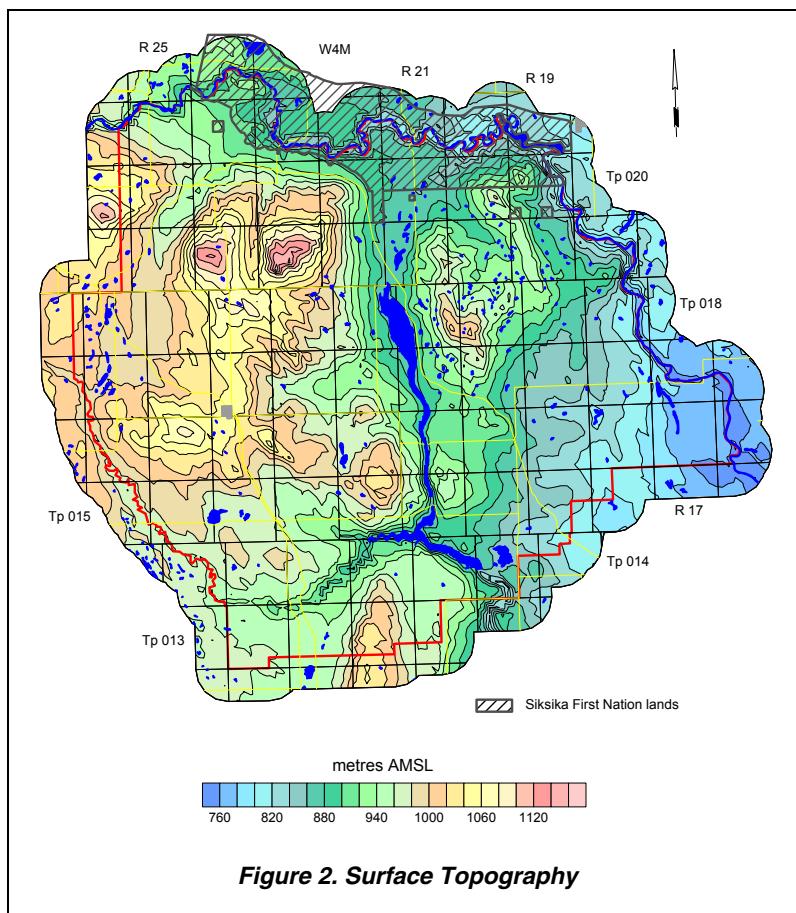 W4M
R 25
R 21
R 19
Tp 020
Tp 018
Tp 015
R 17
Tp 014
Tp 013
Siksika First Nation lands
metres AMSL
760 820 880 940 1000 1060 1120
Figure 2. Surface Topography